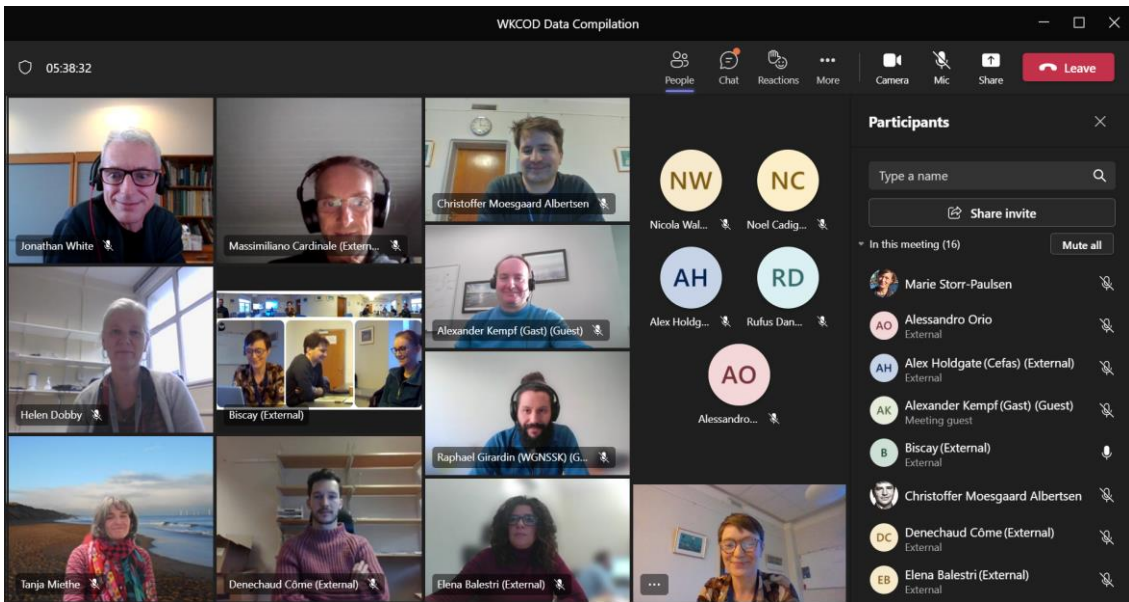 WKCOD Data Compilation
05:38:32
People
Chat
Reactions
More
Camera
Mic
Share
Leave
Jonathan White
Massimiliano Cardinale (Extern...
Christoffer Moesgaard Albertsen
Helen Dobby
Biscay (External)
Alexander Kempf (Gast) (Guest)
Raphael Girardin (WGNSSK) (G...
Tanja Miethe
Denechaud Côme (External)
Elena Balestri (External)
NW
Nicola Wal...
NC
Noel Cadig...
AH
Alex Holdg...
RD
Rufus Dan...
AO
Alessandro...
...
Participants
Type a name
Share invite
In this meeting (16)
Mute all
Marie Storr-Paulsen
AO
Alessandro Orio
External
AH
Alex Holdgate (Cefas) (External)
External
AK
Alexander Kempf (Gast) (Guest)
Meeting guest
B
Biscay (External)
External
Christoffer Moesgaard Albertsen
DC
Denechaud Côme (External)
External
EB
Elena Balestri (External)
External